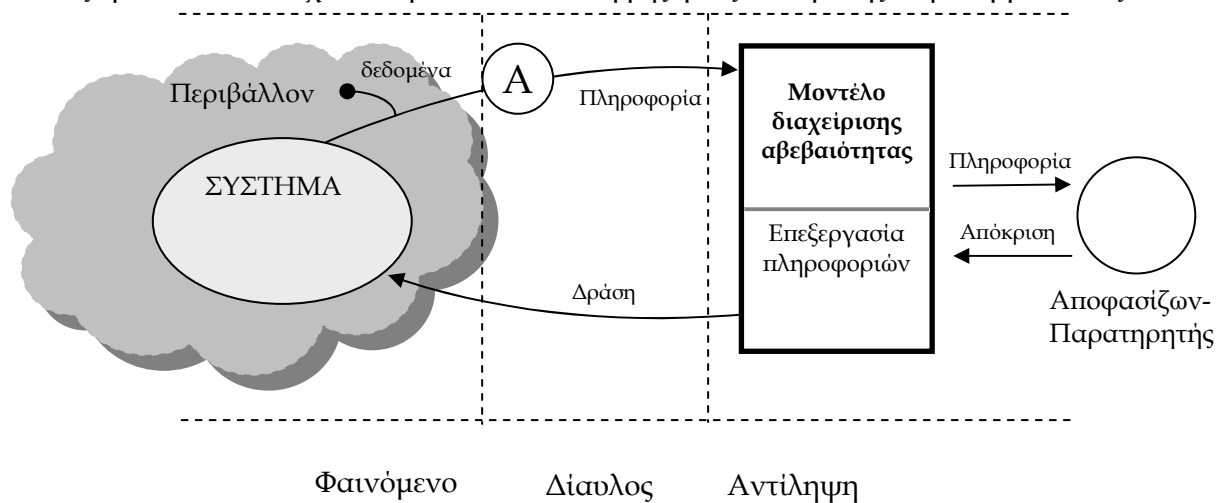 δεδομένα
Περιβάλλον
Α
Πληροφορία
ΣΥΣΤΗΜΑ
Μοντέλο
διαχείρισης
αβεβαιότητας
Πληροφορία
Επεξεργασία
πληροφοριών
Απόκριση
Δράση
Αποφασίζων-
Παρατηρητής
Φαινόμενο Δίαυλος Αντίληψη